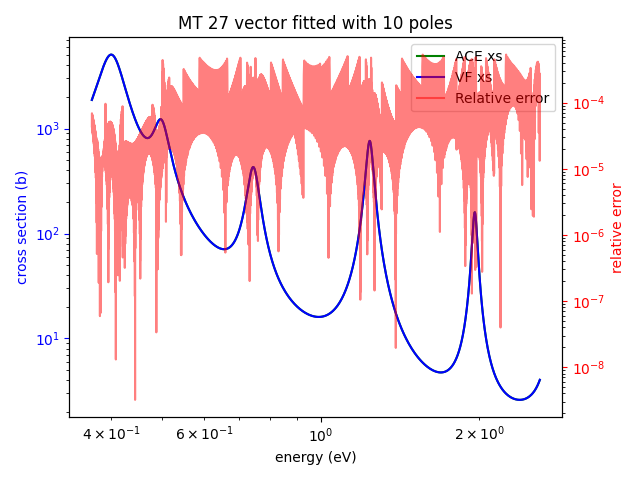 MT 27 vector fitted with 10 poles
ACE xs
VF xs
Relative error
cross section (b)
10³
10²
10¹
10⁻⁴
10⁻⁵
10⁻⁶
10⁻⁷
10⁻⁸
relative error
4 × 10⁻¹ 6 × 10⁻¹ 10⁰ 2 × 10⁰
energy (eV)